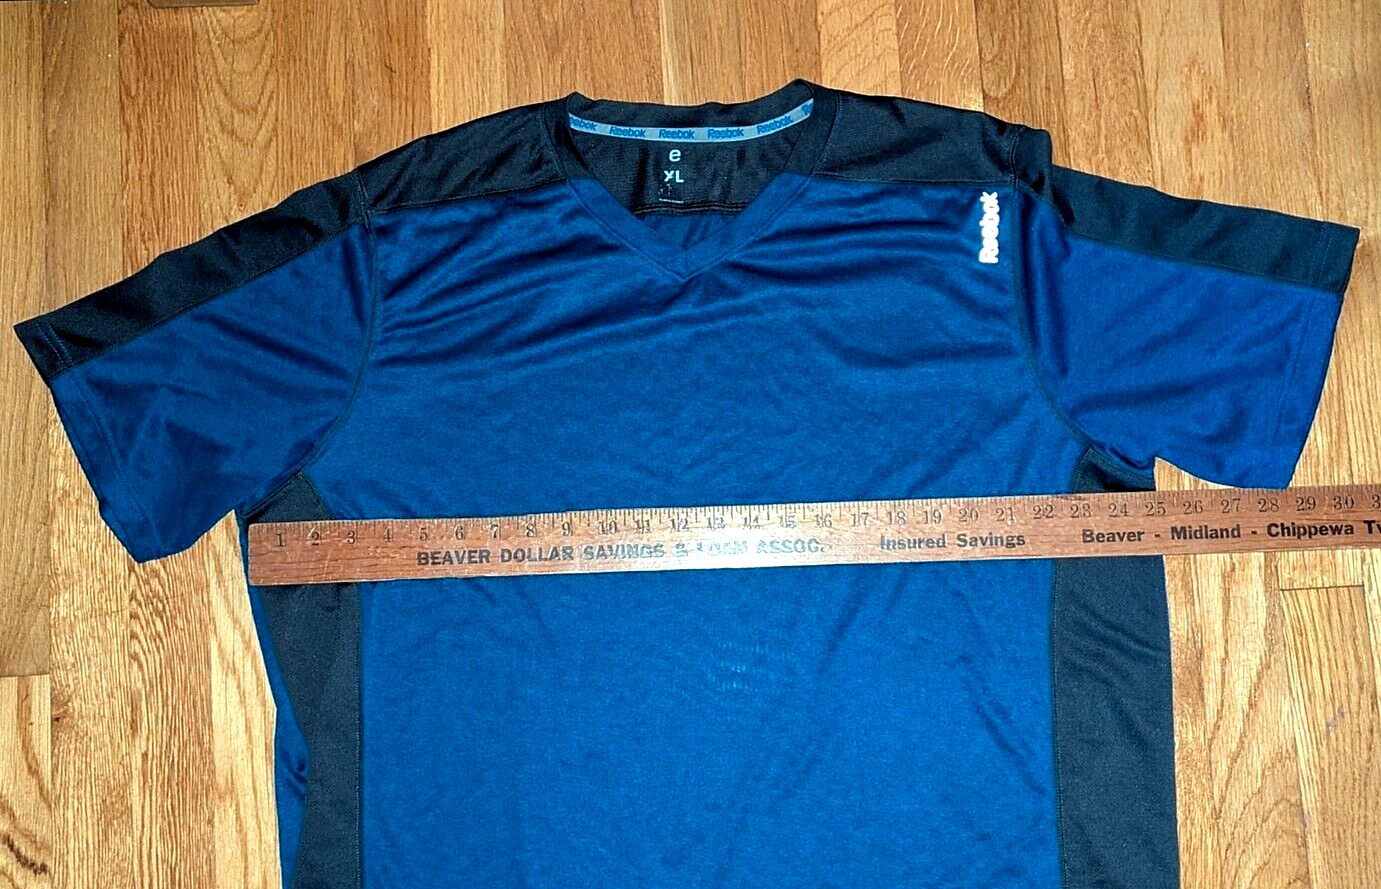 Reebok Reebok Reebok Reebok
e
XL
Reebok
1 2 3 4 5 6 7 8 9 10 11 12 13 14 15 16 17 18 19 20 21 22 23 24 25 26 27 28 29 30
BEAVER DOLLAR SAVINGS & LOAN ASSOC. Insured Savings Beaver - Midland - Chippewa